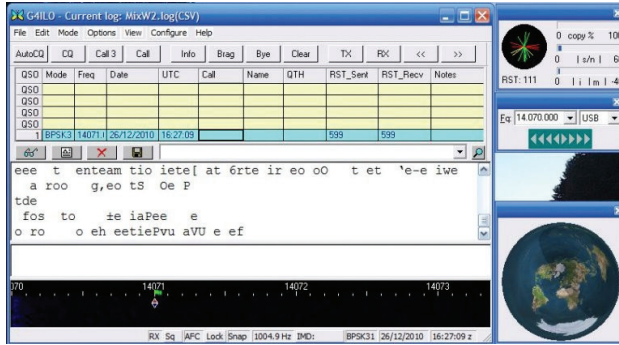 G4ILO - Current log: MixW2.log(CSV)
File Edit Mode Options View Configure Help
AutoCQ CQ Call 3 Call Info Brag Bye Clear TX RX << >>
QSO Mode Freq Date UTC Call Name QTH RST_Sent RST_Recv Notes
QSO
QSO
QSO
QSO
1 BPSK3 14071.( 26/12/2010 16:27:09 599 599
eee t enteam tio iete[ at 6rte ir eo oO t et `e-e iwe
a roo g,eo tS Oe P
tde
fos to ±e iaPee e
o ro o eh eetiePvu aVU e ef
070 14071 14072 14073
RX Sq AFC Lock Snap 1004.9 Hz IMD: BPSK31 26/12/2010 16:27:09 z
0 copy % 100
0 | s/n | 60
RST: 111 0 | i | m | -40
Fq: 14.070.000 USB